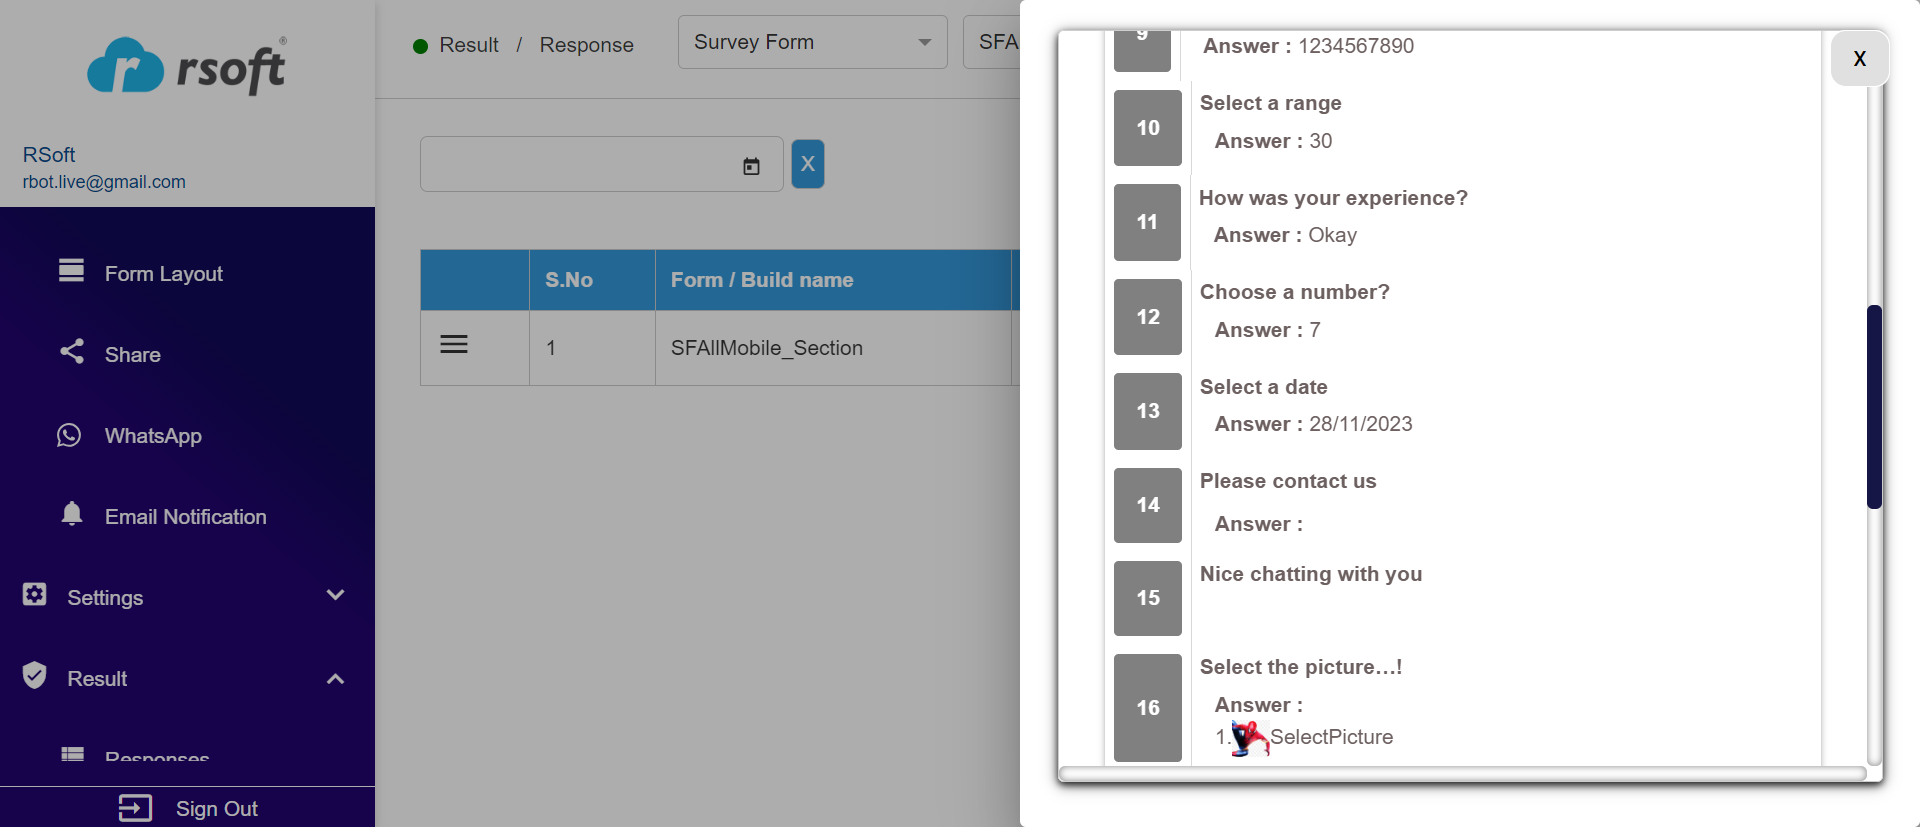 rsoft®
RSoft
rbot.live@gmail.com
Form Layout
Share
WhatsApp
Email Notification
Settings
Result
Responses
Sign Out
Result / Response
Survey Form
SFA
X
S.No
Form / Build name
1
SFAllMobile_Section
X
9
Answer : 1234567890
10
Select a range
Answer : 30
11
How was your experience?
Answer : Okay
12
Choose a number?
Answer : 7
13
Select a date
Answer : 28/11/2023
14
Please contact us
Answer :
15
Nice chatting with you
16
Select the picture...!
Answer :
1. SelectPicture